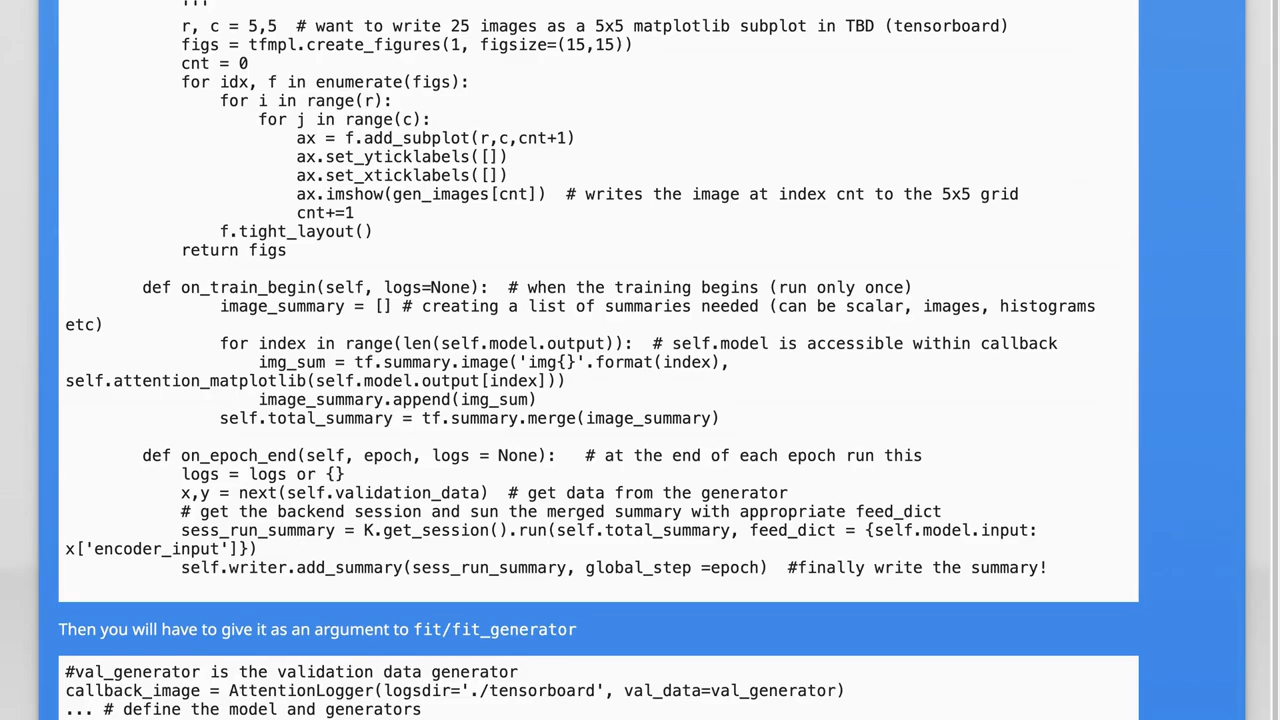 '''
r, c = 5,5  # want to write 25 images as a 5x5 matplotlib subplot in TBD (tensorboard)
figs = tfmpl.create_figures(1, figsize=(15,15))
cnt = 0
for idx, f in enumerate(figs):
for i in range(r):
for j in range(c):
ax = f.add_subplot(r,c,cnt+1)
ax.set_yticklabels([])
ax.set_xticklabels([])
ax.imshow(gen_images[cnt])  # writes the image at index cnt to the 5x5 grid
cnt+=1
f.tight_layout()
return figs
def on_train_begin(self, logs=None):  # when the training begins (run only once)
image_summary = [] # creating a list of summaries needed (can be scalar, images, histograms
etc)
for index in range(len(self.model.output)):  # self.model is accessible within callback
img_sum = tf.summary.image('img{}'.format(index),
self.attention_matplotlib(self.model.output[index]))
image_summary.append(img_sum)
self.total_summary = tf.summary.merge(image_summary)
def on_epoch_end(self, epoch, logs = None):   # at the end of each epoch run this
logs = logs or {}
x,y = next(self.validation_data)  # get data from the generator
# get the backend session and sun the merged summary with appropriate feed_dict
sess_run_summary = K.get_session().run(self.total_summary, feed_dict = {self.model.input:
x['encoder_input']})
self.writer.add_summary(sess_run_summary, global_step =epoch)  #finally write the summary!
Then you will have to give it as an argument to fit/fit_generator
#val_generator is the validation data generator
callback_image = AttentionLogger(logsdir='./tensorboard', val_data=val_generator)
... # define the model and generators